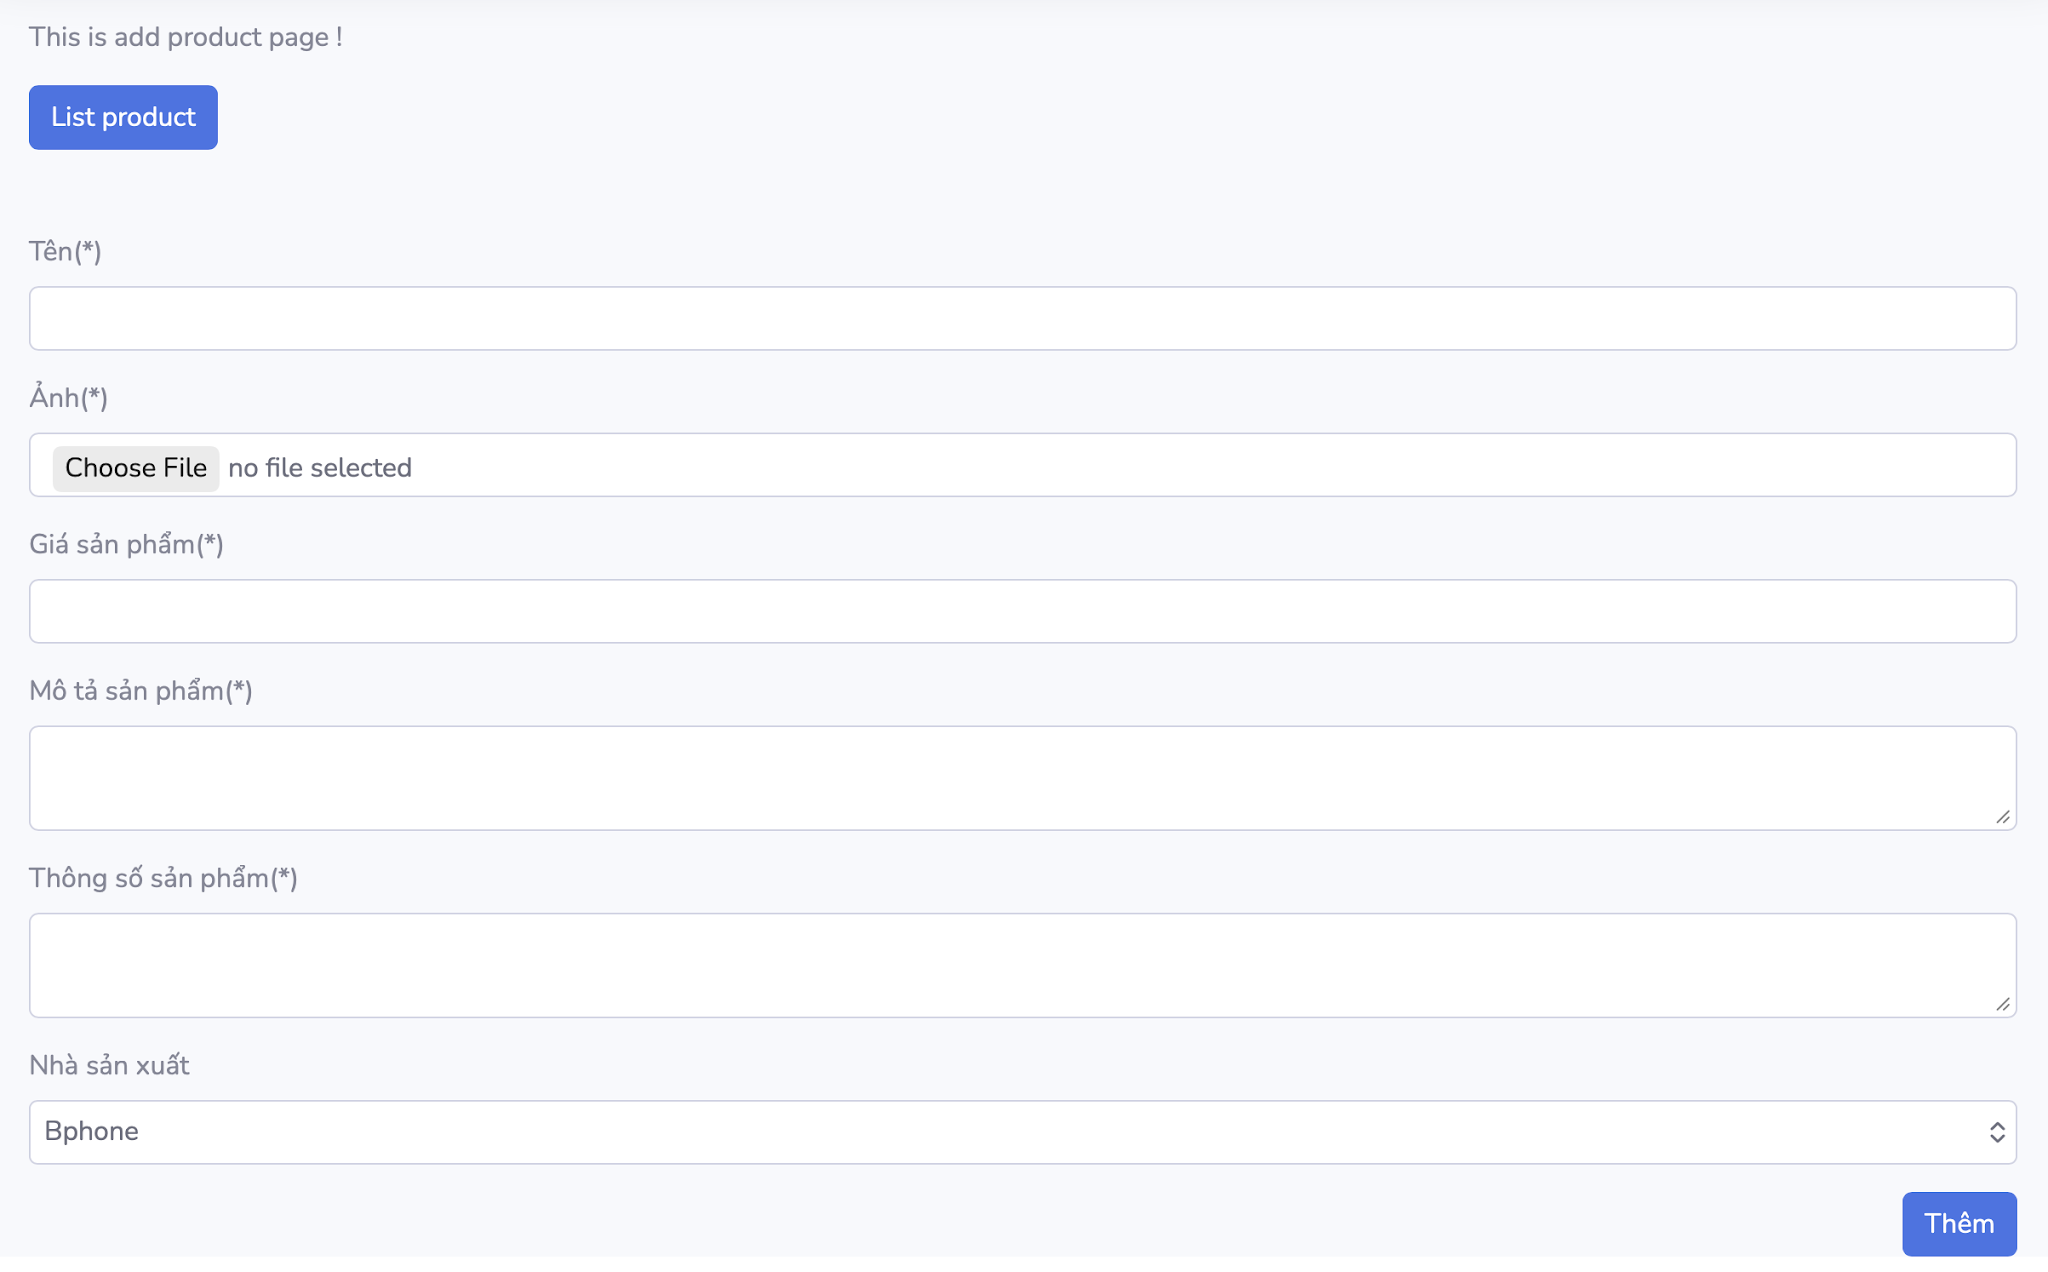 This is add product page !
List product
Tên(*)
Ảnh(*)
Choose File no file selected
Giá sản phẩm(*)
Mô tả sản phẩm(*)
Thông số sản phẩm(*)
Nhà sản xuất
Bphone
Thêm